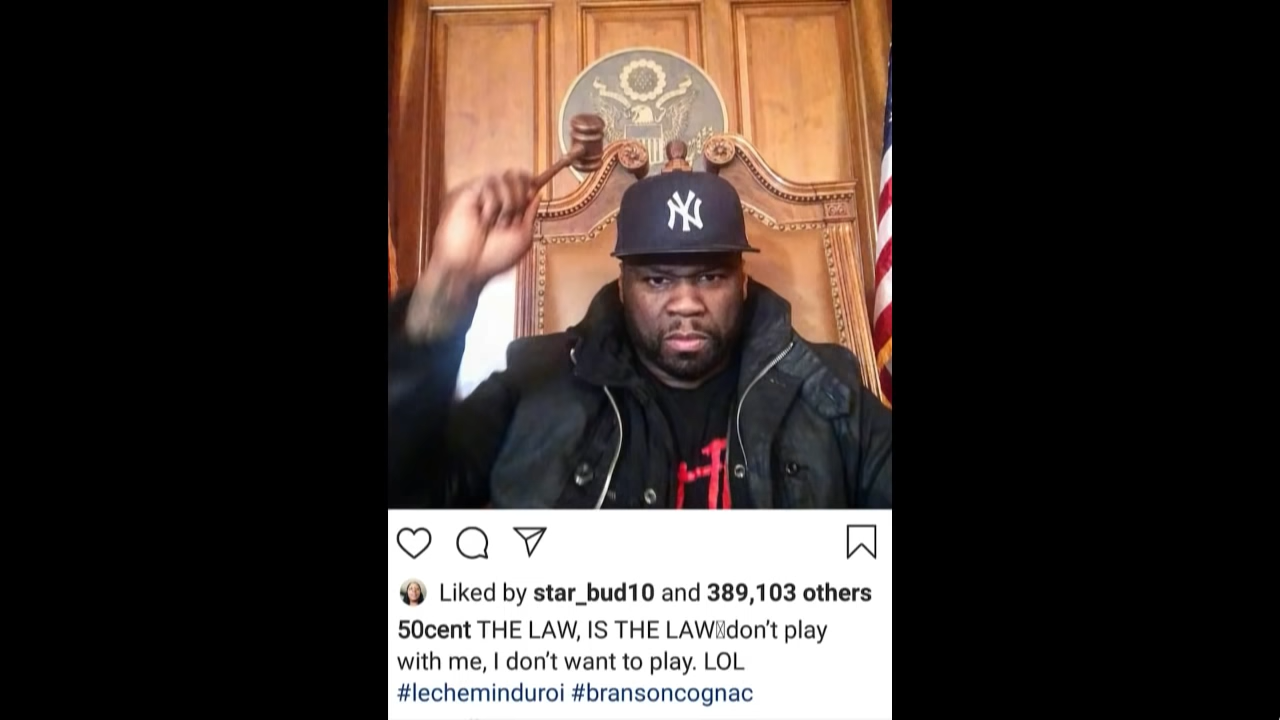 NY
Liked by star_bud10 and 389,103 others
50cent THE LAW, IS THE LAW▯don’t play
with me, I don’t want to play. LOL
#lecheminduroi #bransoncognac